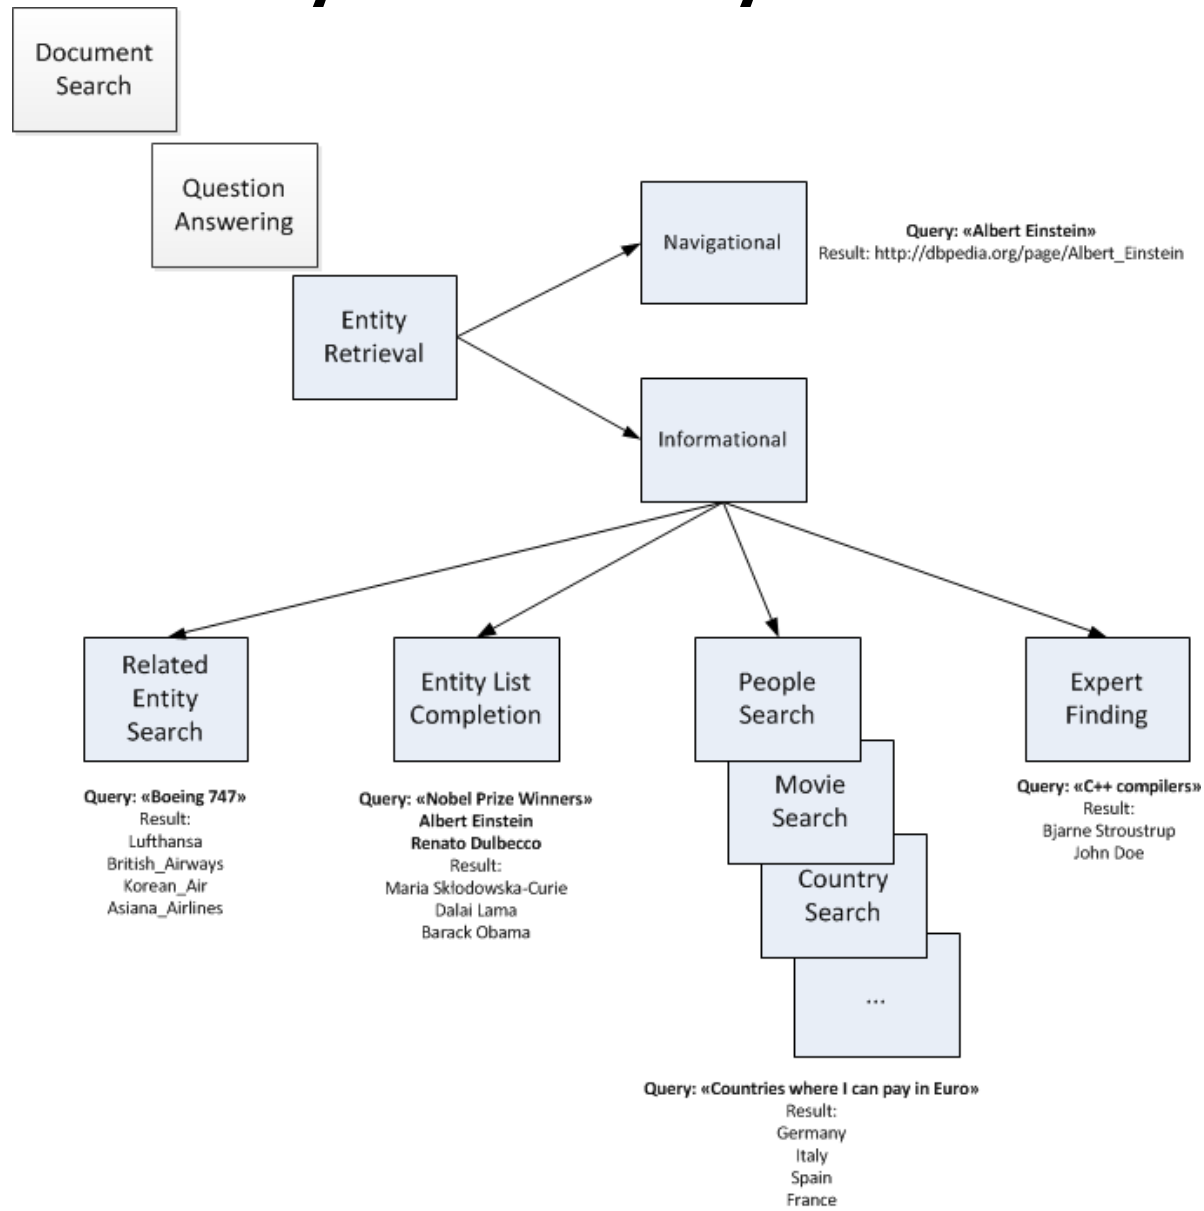 Document
Search
Question
Answering
Entity
Retrieval
Navigational
Query: «Albert Einstein»
Result: http://dbpedia.org/page/Albert_Einstein
Informational
Related
Entity
Search
Query: «Boeing 747»
Result:
Lufthansa
British_Airways
Korean_Air
Asiana_Airlines
Entity List
Completion
Query: «Nobel Prize Winners»
Albert Einstein
Renato Dulbecco
Result:
Maria Skłodowska-Curie
Dalai Lama
Barack Obama
People
Search
Movie
Search
Country
Search
...
Query: «Countries where I can pay in Euro»
Result:
Germany
Italy
Spain
France
Expert
Finding
Query: «C++ compilers»
Result:
Bjarne Stroustrup
John Doe